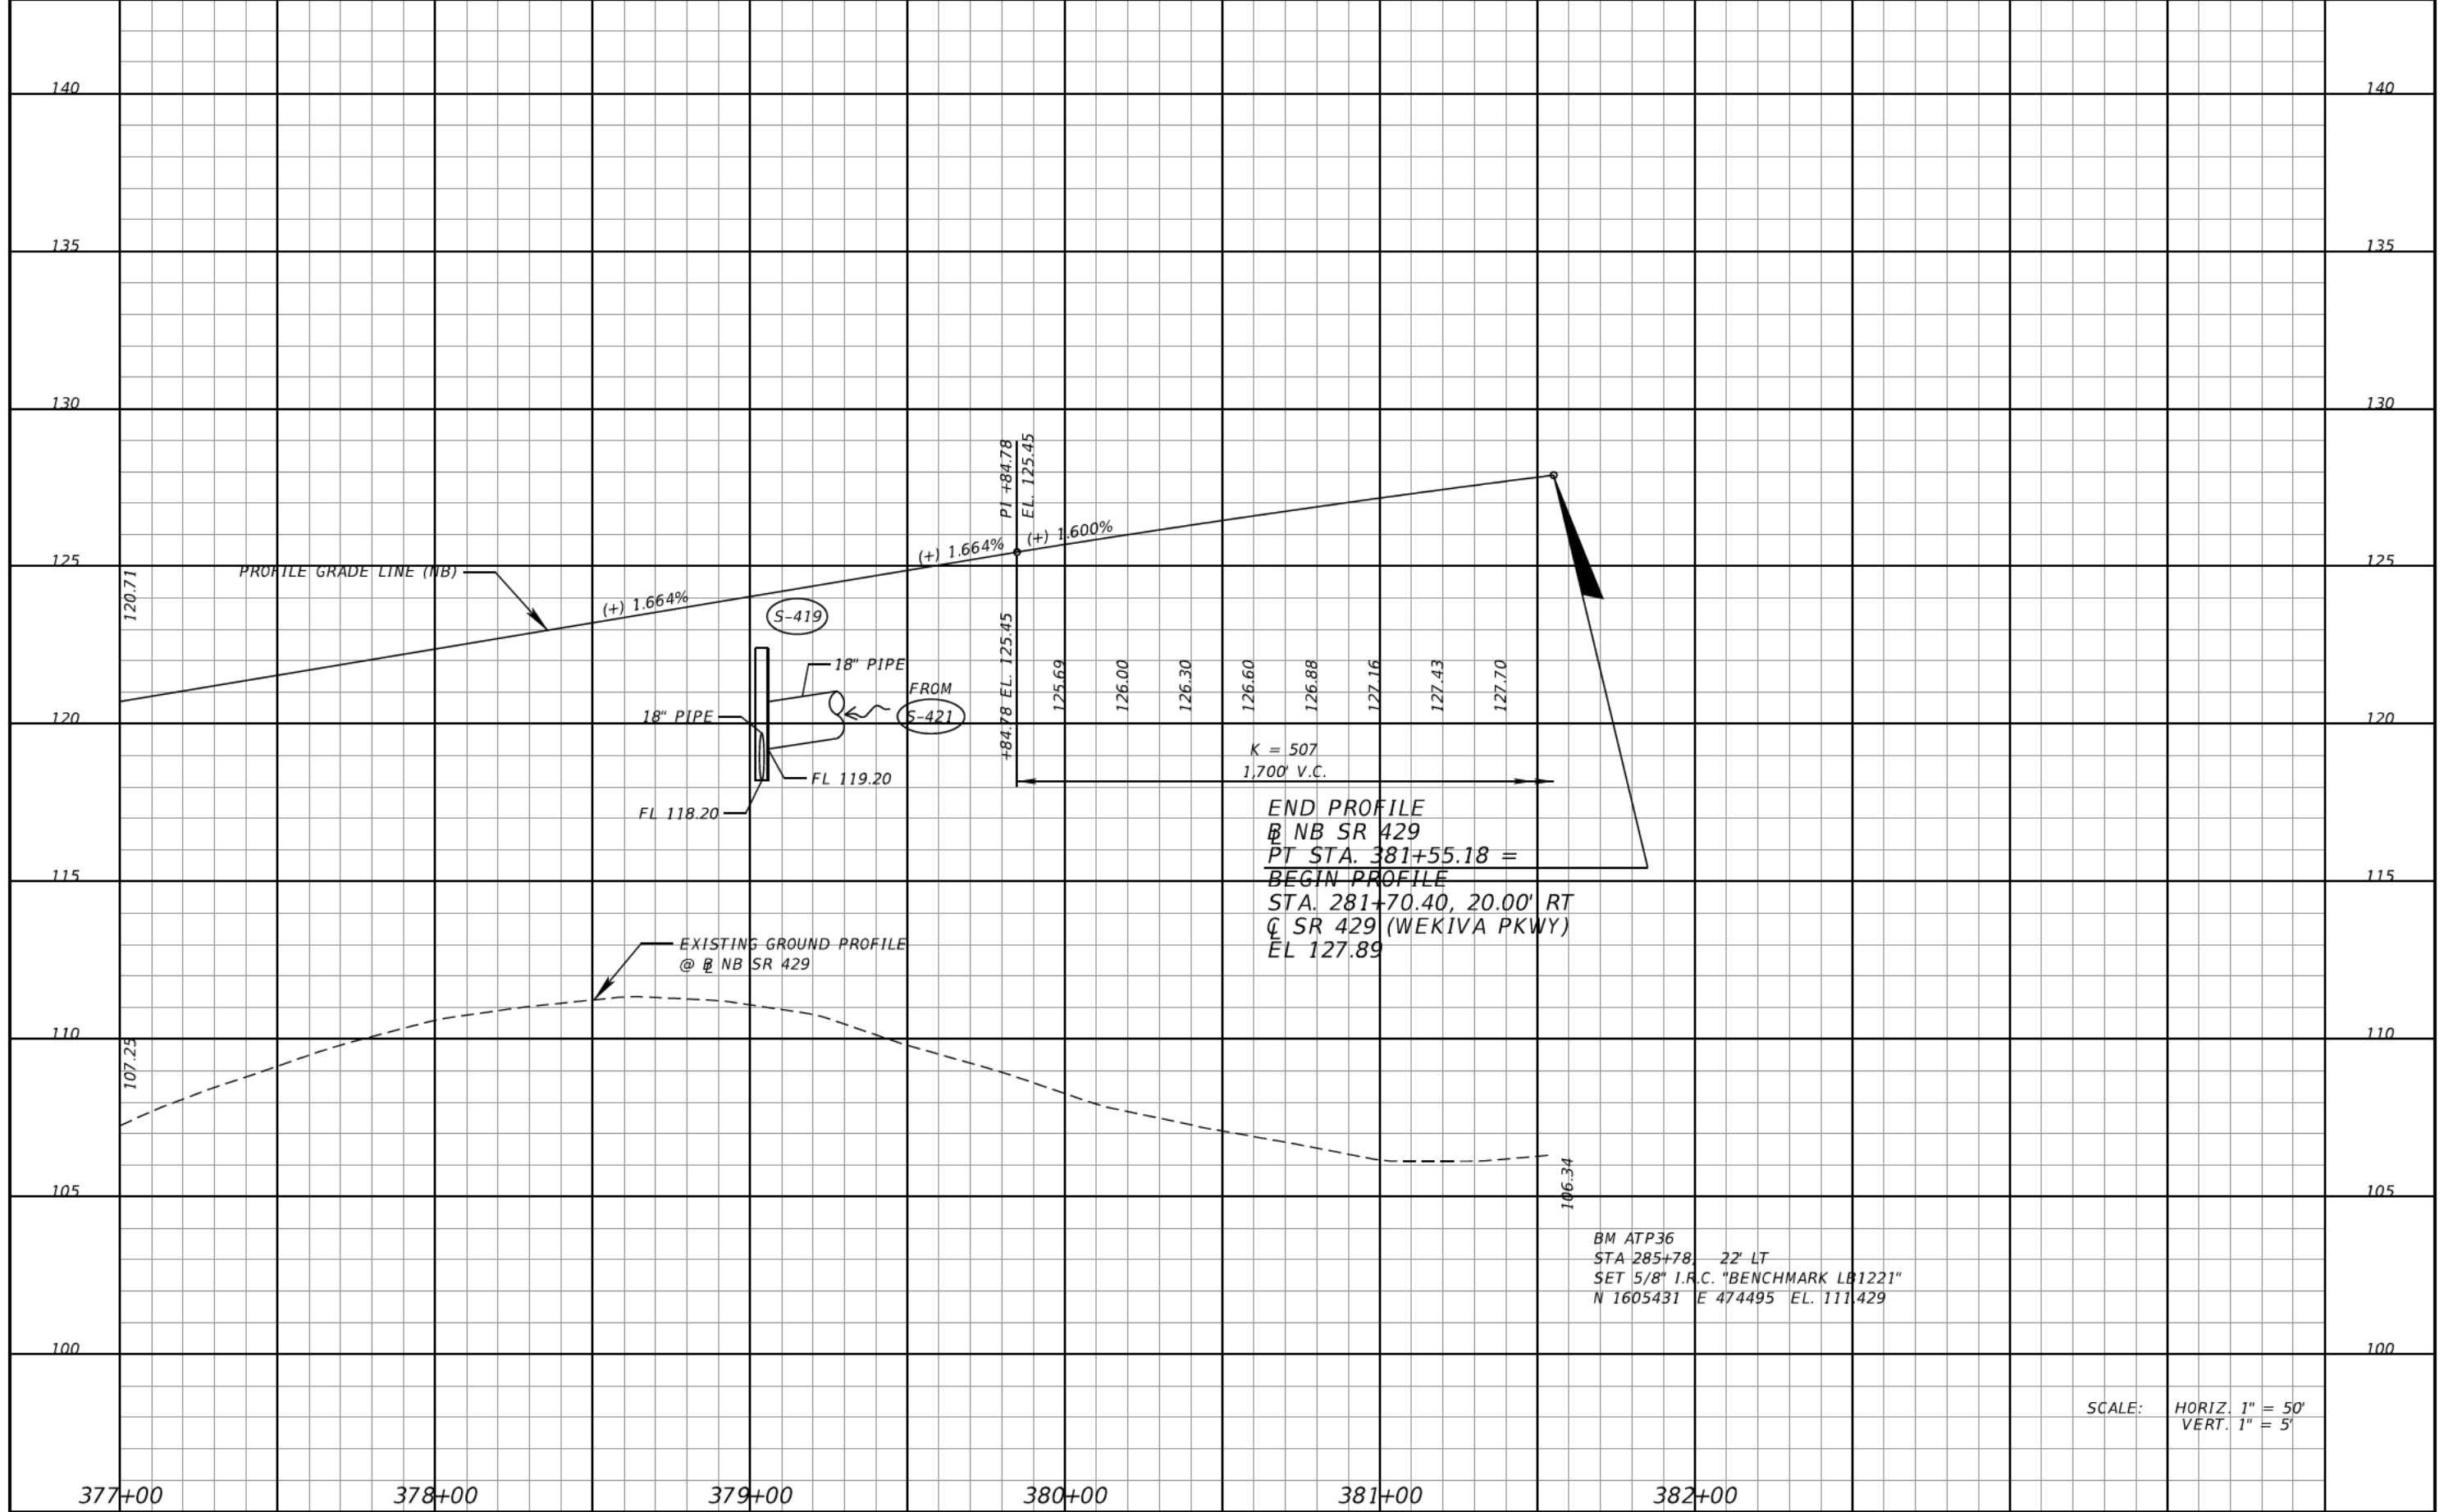 140
140
135
135
130
130
PI +84.78
EL. 125.45
(+) 1.664%
(+) 1.600%
125
125
PROFILE GRADE LINE (NB)
120.71
(+) 1.664%
S-419
18" PIPE
FROM
S-421
18" PIPE
FL 119.20
FL 118.20
+84.78 EL. 125.45
125.69
126.00
126.30
126.60
126.88
127.16
127.43
127.70
120
120
K = 507
1,700' V.C.
END PROFILE
BL NB SR 429
PT STA. 381+55.18 =
BEGIN PROFILE
STA. 281+70.40, 20.00' RT
CL SR 429 (WEKIVA PKWY)
EL 127.89
115
115
EXISTING GROUND PROFILE
@ BL NB SR 429
110
110
107.25
105
105
106.34
BM ATP36
STA 285+78, 22' LT
SET 5/8" I.R.C. "BENCHMARK LB1221"
N 1605431 E 474495 EL. 111.429
100
100
SCALE: HORIZ. 1" = 50'
VERT. 1" = 5'
377+00
378+00
379+00
380+00
381+00
382+00